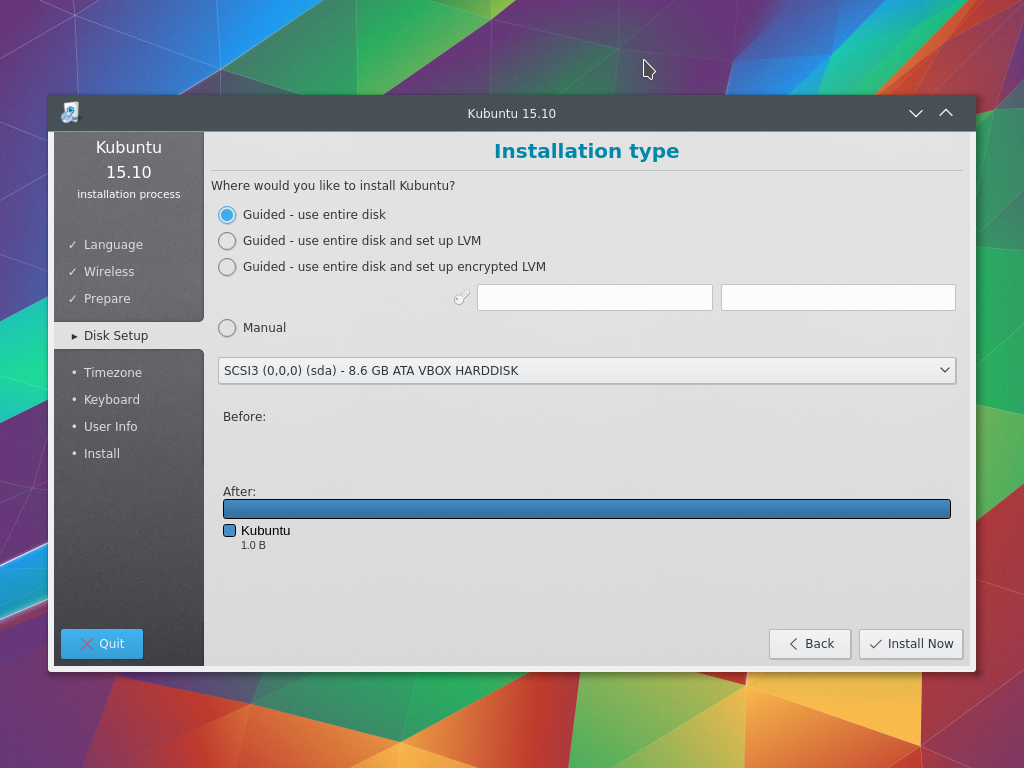 Kubuntu 15.10
Kubuntu
15.10
installation process
✓ Language
✓ Wireless
✓ Prepare
▸ Disk Setup
• Timezone
• Keyboard
• User Info
• Install
Quit
Installation type
Where would you like to install Kubuntu?
Guided - use entire disk
Guided - use entire disk and set up LVM
Guided - use entire disk and set up encrypted LVM
Manual
SCSI3 (0,0,0) (sda) - 8.6 GB ATA VBOX HARDDISK
Before:
After:
Kubuntu
1.0 B
Back
Install Now